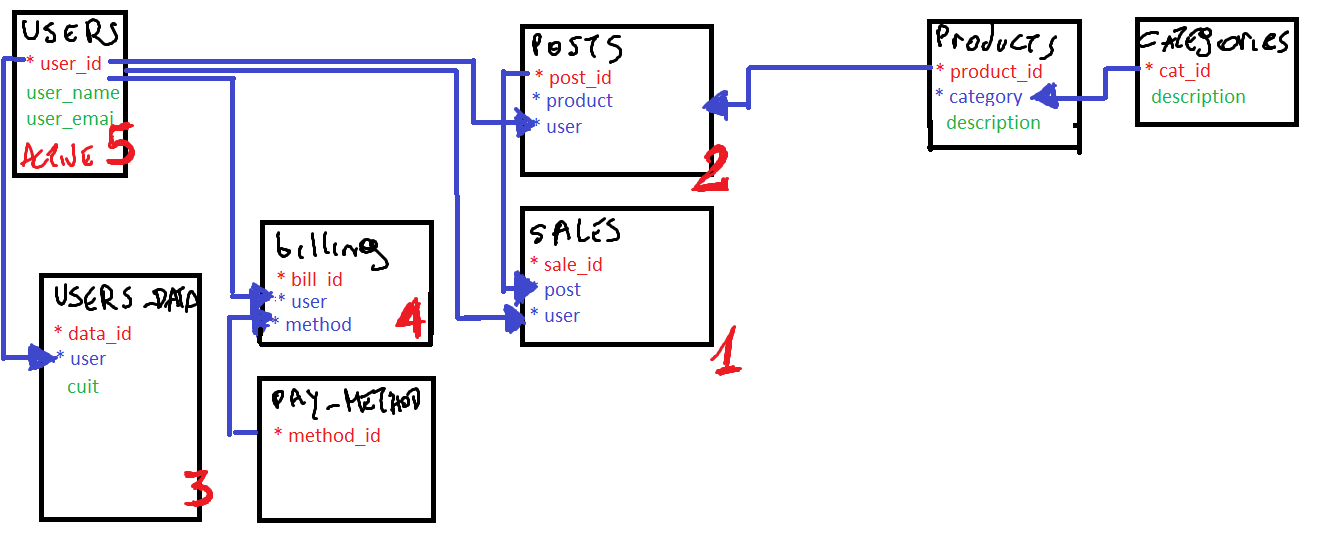 USERS
* user_id
user_name
user_emai
ACTIVE 5
USERS_DATA
* data_id
* user
cuit
3
billing
* bill_id
* user
* method
4
PAY_METHOD
* method_id
POSTS
* post_id
* product
* user
2
SALES
* sale_id
* post
* user
1
Products
* product_id
* category
description
CATEgories
* cat_id
description